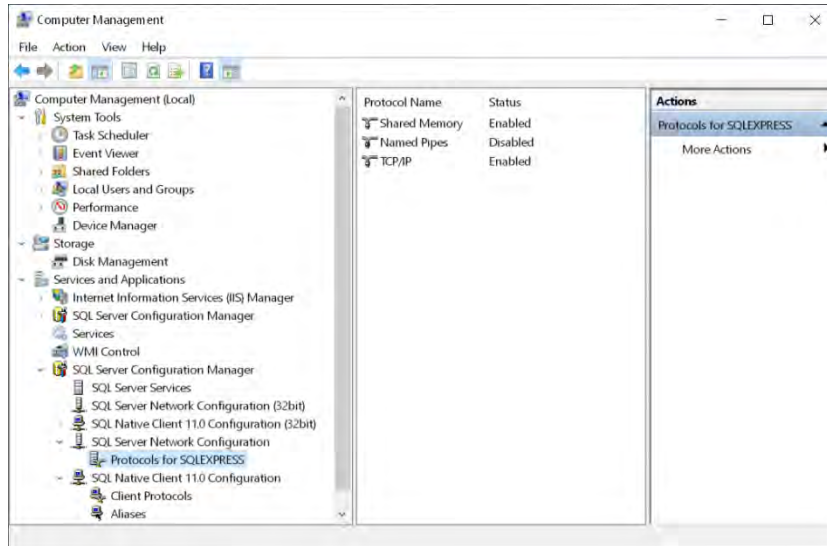 Computer Management
File Action View Help
Computer Management (Local)
System Tools
Task Scheduler
Event Viewer
Shared Folders
Local Users and Groups
Performance
Device Manager
Storage
Disk Management
Services and Applications
Internet Information Services (IIS) Manager
SQL Server Configuration Manager
Services
WMI Control
SQL Server Configuration Manager
SQL Server Services
SQL Server Network Configuration (32bit)
SQL Native Client 11.0 Configuration (32bit)
SQL Server Network Configuration
Protocols for SQLEXPRESS
SQL Native Client 11.0 Configuration
Client Protocols
Aliases
Protocol Name Status
Shared Memory Enabled
Named Pipes Disabled
TCP/IP Enabled
Actions
Protocols for SQLEXPRESS
More Actions